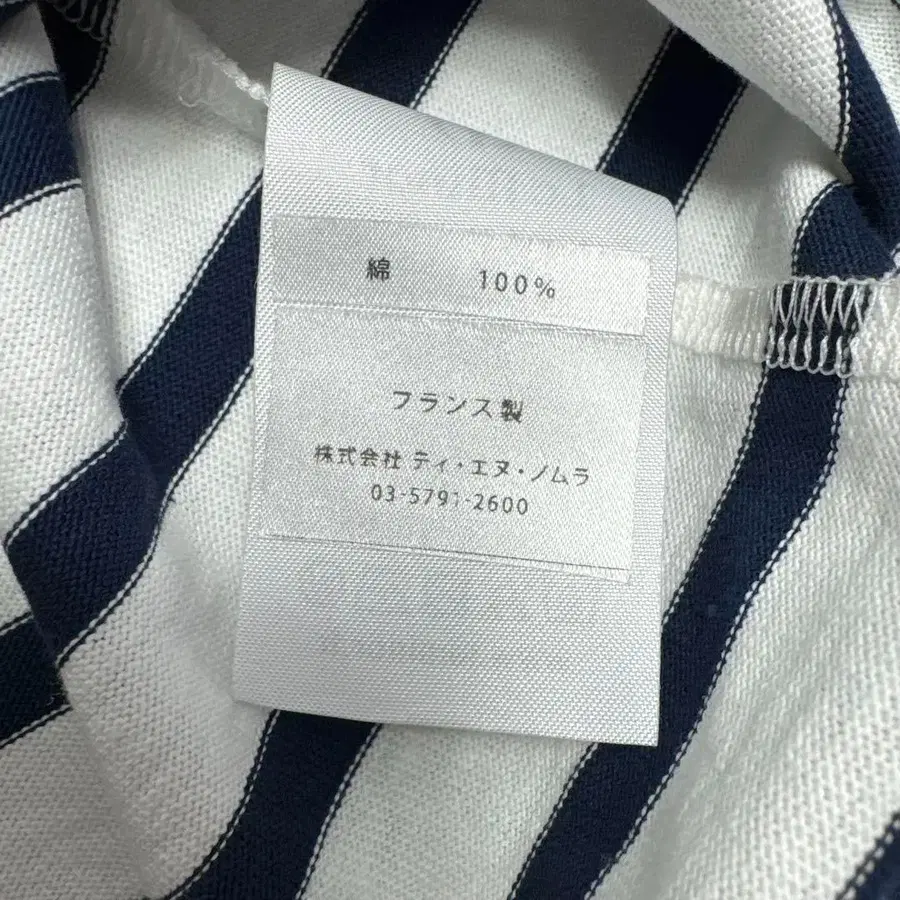 綿 100%
フランス製
株式会社 ティ・エヌ・ノムラ
03-5791-2600